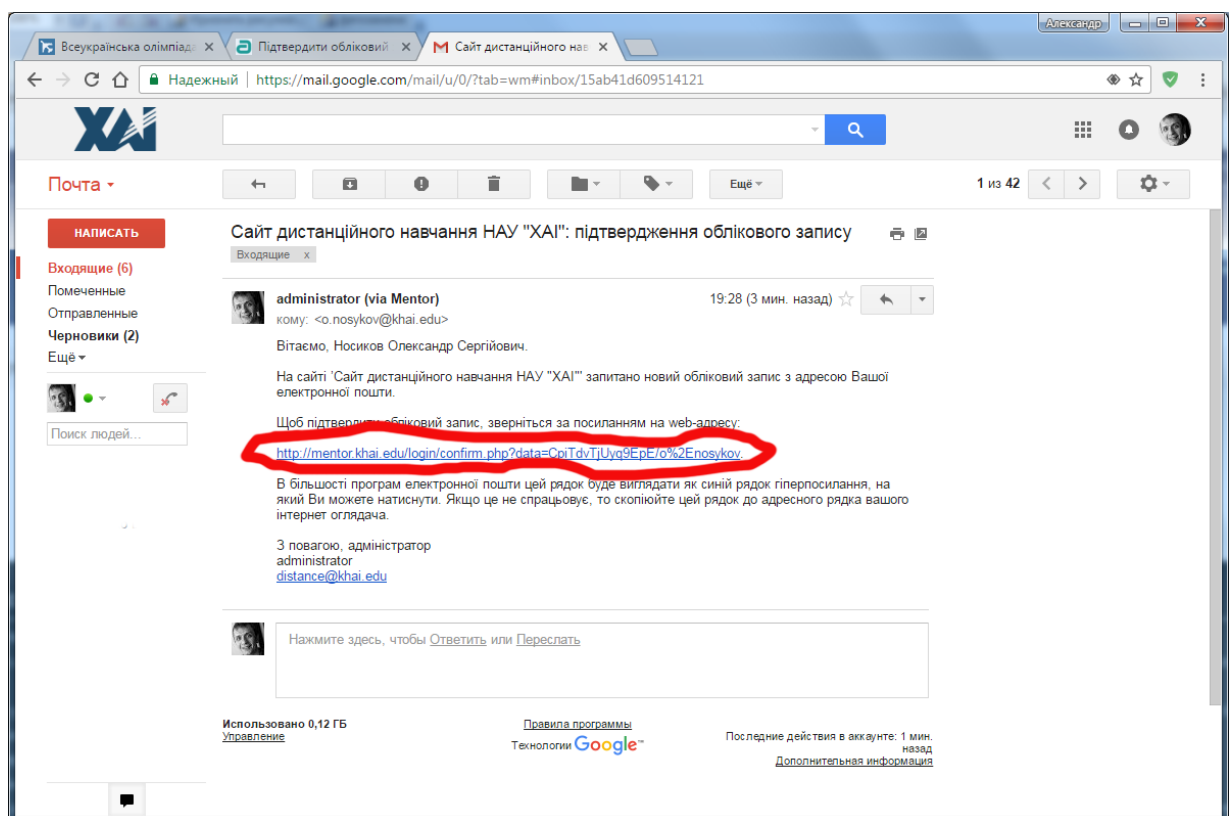 Александр
Всеукраїнська олімпіада
Підтвердити обліковий
Сайт дистанційного нав
Надежный https://mail.google.com/mail/u/0/?tab=wm#inbox/15ab41d609514121
ХАІ
Почта
Ещё
1 из 42
НАПИСАТЬ
Входящие (6)
Помеченные
Отправленные
Черновики (2)
Ещё
Поиск людей...
Сайт дистанційного навчання НАУ "ХАІ": підтвердження облікового запису
Входящие x
administrator (via Mentor)
19:28 (3 мин. назад)
кому: <o.nosykov@khai.edu>
Вітаємо, Носиков Олександр Сергійович.
На сайті 'Сайт дистанційного навчання НАУ "ХАІ"' запитано новий обліковий запис з адресою Вашої
електронної пошти.
Щоб підтвердити обліковий запис, зверніться за посиланням на web-адресу:
http://mentor.khai.edu/login/confirm.php?data=CpiTdvTjUyq9EpE/o%2Enosykov.
В більшості програм електронної пошти цей рядок буде виглядати як синій рядок гіперпосилання, на
який Ви можете натиснути. Якщо це не спрацьовує, то скопіюйте цей рядок до адресного рядка вашого
інтернет оглядача.
З повагою, адміністратор
administrator
distance@khai.edu
Нажмите здесь, чтобы Ответить или Переслать
Использовано 0,12 ГБ
Управление
Правила программы
Технологии Google™
Последние действия в аккаунте: 1 мин.
назад
Дополнительная информация